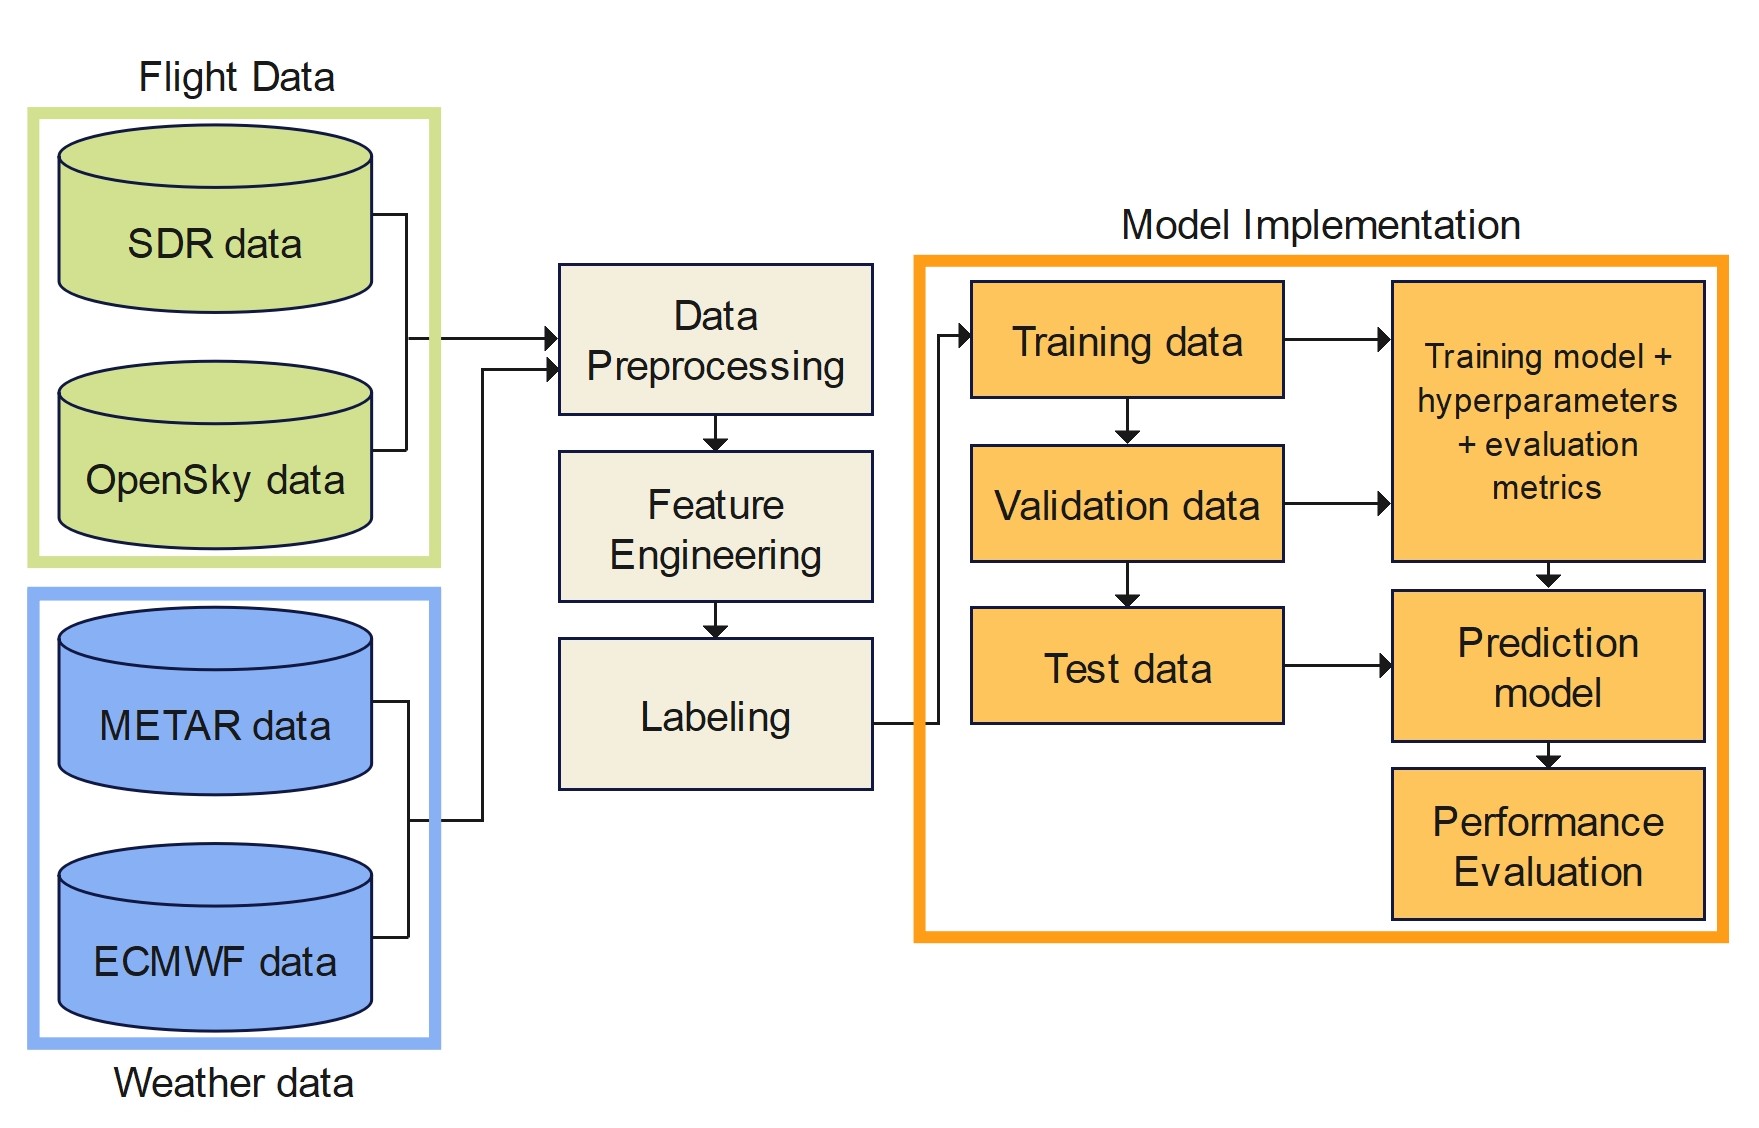 Flight Data
SDR data
OpenSky data
METAR data
ECMWF data
Weather data
Data
Preprocessing
Feature
Engineering
Labeling
Model Implementation
Training data
Validation data
Test data
Training model +
hyperparameters
+ evaluation
metrics
Prediction
model
Performance
Evaluation